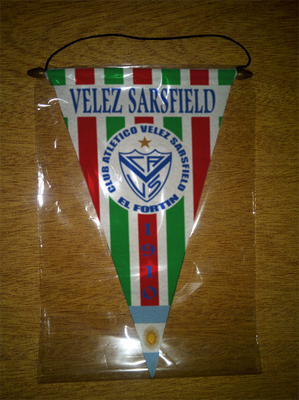 VELEZ SARSFIELD
CLUB ATLETICO VELEZ SARSFIELD
CAVS
EL FORTIN
1910